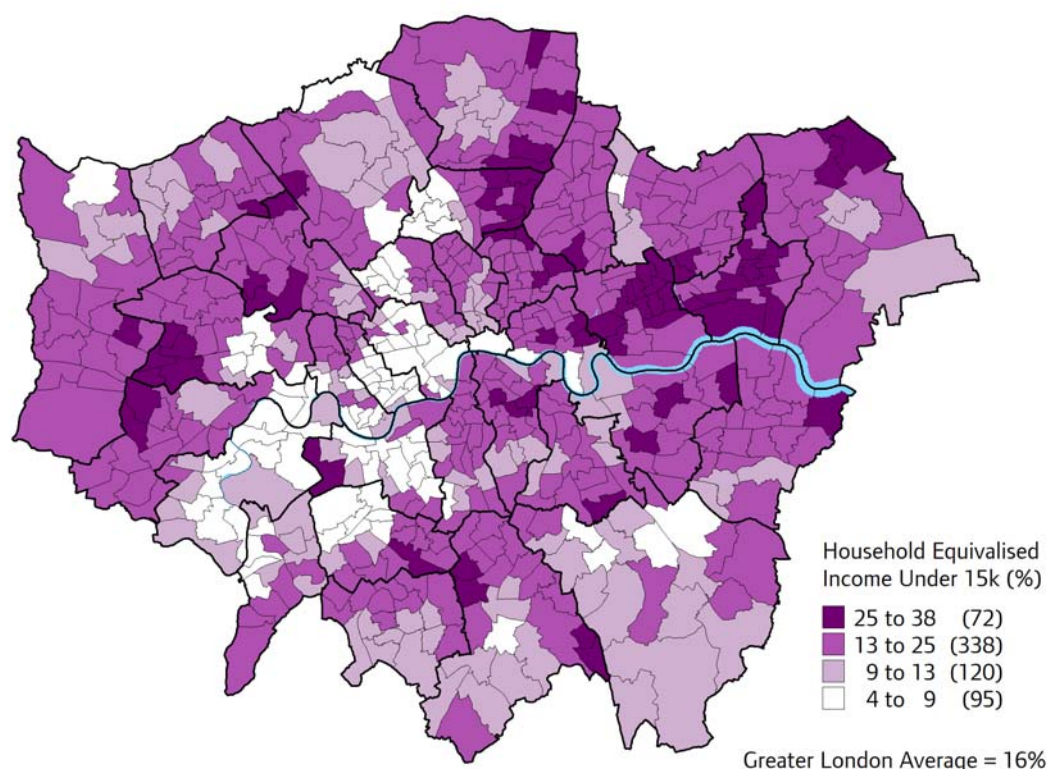 Household Equivalised
Income Under 15k (%)
25 to 38 (72)
13 to 25 (338)
9 to 13 (120)
4 to 9 (95)
Greater London Average = 16%